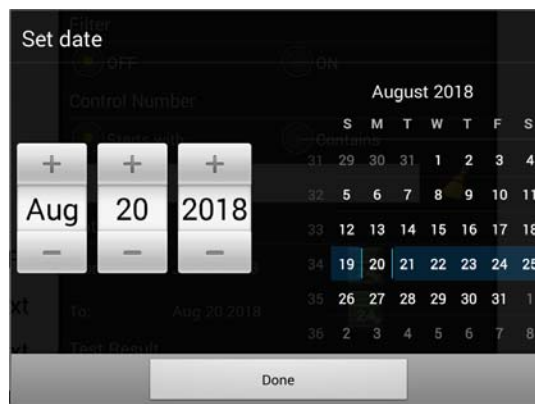 Set date
Filter
OFF ON
Control Number
Starts with Contains
+ + +
Aug 20 2018
− − −
August 2018
S M T W T F S
31 29 30 31 1 2 3 4
32 5 6 7 8 9 10 11
33 12 13 14 15 16 17 18
34 19 20 21 22 23 24 25
35 26 27 28 29 30 31 1
36 2 3 4 5 6 7 8
xt To: Aug 20 2018
24
Test Result
Done